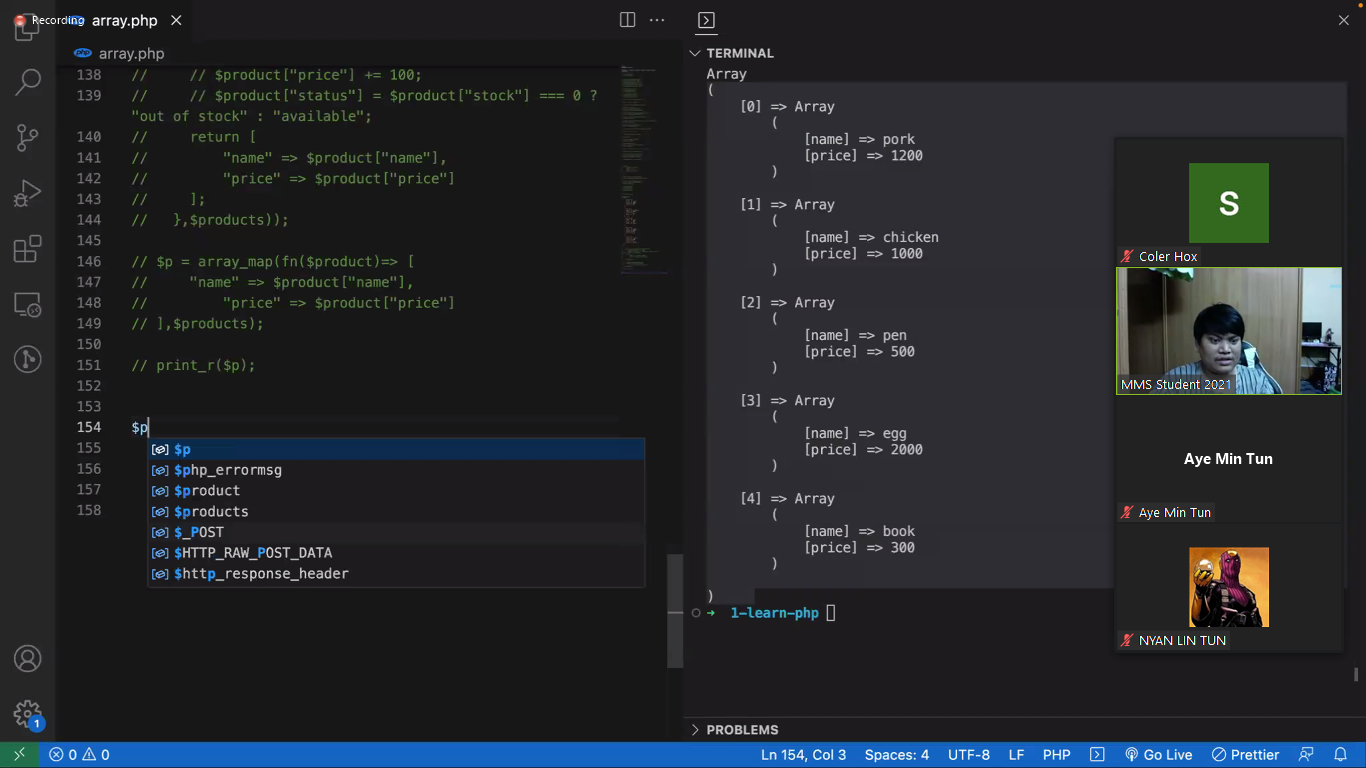 Recording
array.php
array.php
138 //     // $product["price"] += 100;
139 //     // $product["status"] = $product["stock"] === 0 ?
"out of stock" : "available";
140 //     return [
141 //         "name" => $product["name"],
142 //         "price" => $product["price"]
143 //     ];
144 //   },$products));
145
146 // $p = array_map(fn($product)=> [
147 //     "name" => $product["name"],
148 //         "price" => $product["price"]
149 // ],$products);
150
151 // print_r($p);
152
153
154 $p
155
156
157
158
$p
$php_errormsg
$product
$products
$_POST
$HTTP_RAW_POST_DATA
$http_response_header
TERMINAL
Array
(
[0] => Array
(
[name] => pork
[price] => 1200
)
[1] => Array
(
[name] => chicken
[price] => 1000
)
[2] => Array
(
[name] => pen
[price] => 500
)
[3] => Array
(
[name] => egg
[price] => 2000
)
[4] => Array
(
[name] => book
[price] => 300
)
)
1-learn-php
PROBLEMS
S
Coler Hox
MMS Student 2021
Aye Min Tun
Aye Min Tun
NYAN LIN TUN
1
0 0
Ln 154, Col 3
Spaces: 4
UTF-8
LF
PHP
Go Live
Prettier